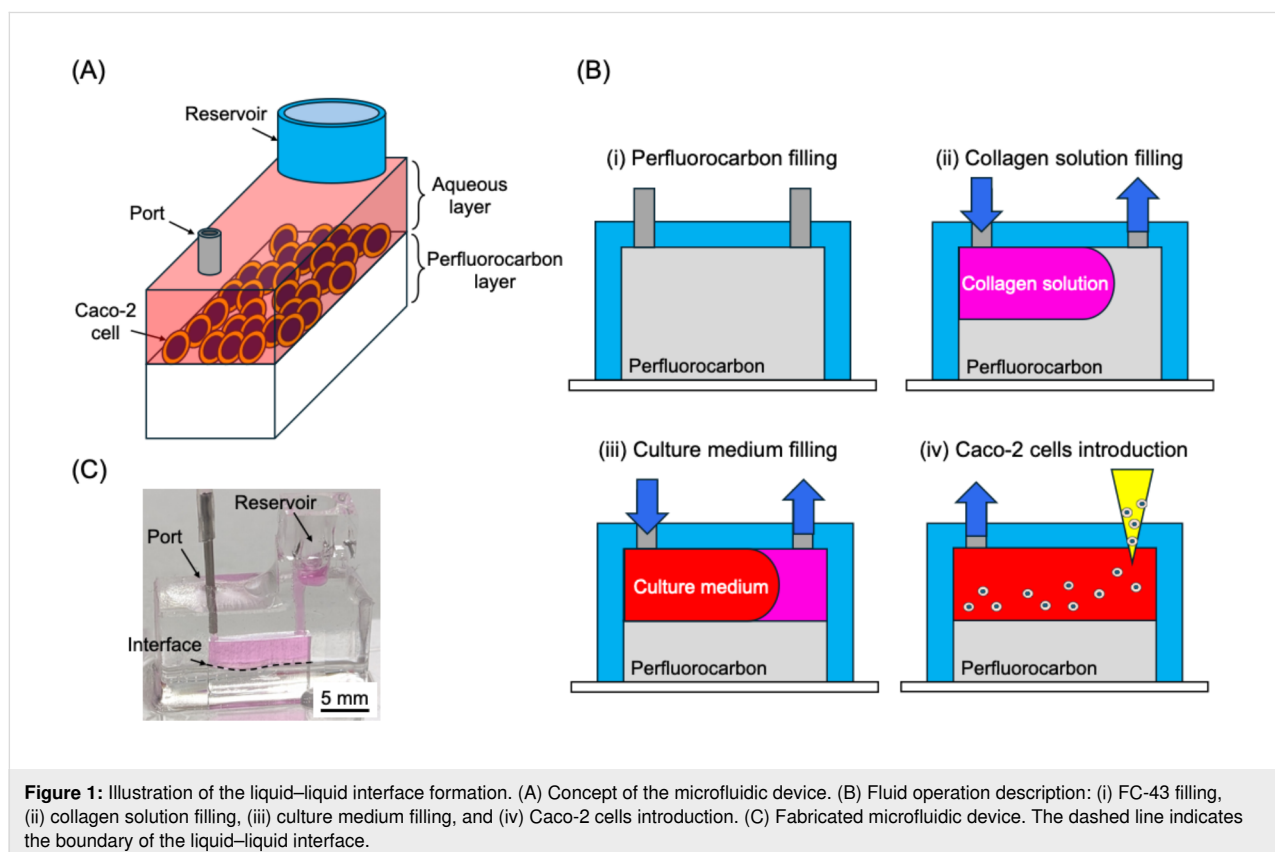 (A)
Reservoir
Port
Aqueous
layer
Perfluorocarbon
layer
Caco-2
cell
(B)
(i) Perfluorocarbon filling
Perfluorocarbon
(ii) Collagen solution filling
Collagen solution
Perfluorocarbon
(iii) Culture medium filling
Culture medium
Perfluorocarbon
(iv) Caco-2 cells introduction
Perfluorocarbon
(C)
Reservoir
Port
Interface
5 mm
Figure 1: Illustration of the liquid–liquid interface formation. (A) Concept of the microfluidic device. (B) Fluid operation description: (i) FC-43 filling,
(ii) collagen solution filling, (iii) culture medium filling, and (iv) Caco-2 cells introduction. (C) Fabricated microfluidic device. The dashed line indicates
the boundary of the liquid–liquid interface.